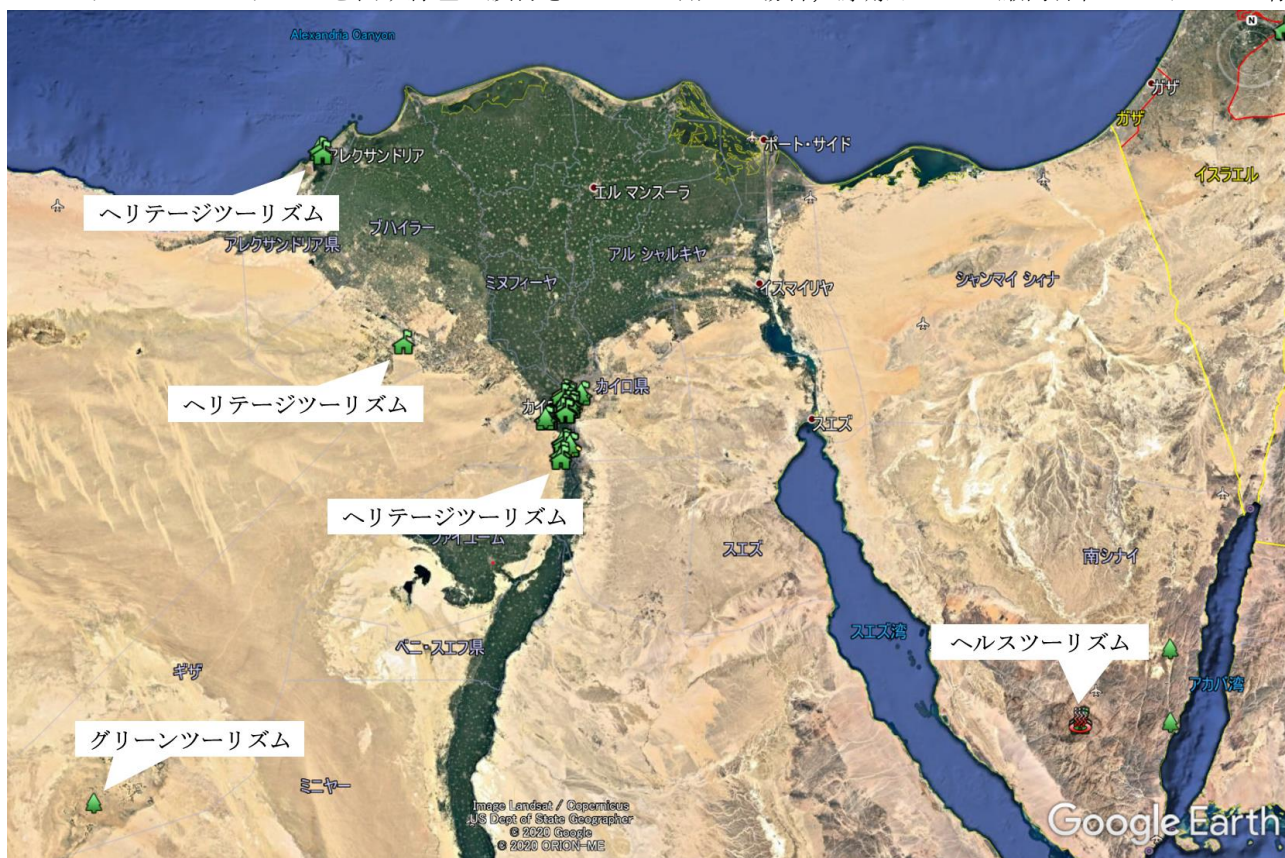 Alexandria Canyon
N
ガザ
ガザ
アレクサンドリア
ポート・サイド
イスラエル
エル マンスーラ
ヘリテージツーリズム
ブハイラー
アレクサンドリア県
アル シャルキヤ
ミヌフィーヤ
イスマイリヤ
シャンマイ シィナ
ヘリテージツーリズム
カイロ県
スエズ
ヘリテージツーリズム
ファイユーム
スエズ
南シナイ
スエズ湾
ヘルスツーリズム
ベニ・スエフ県
ギザ
アカバ湾
グリーンツーリズム
ミニヤー
Image Landsat / Copernicus
US Dept of State Geographer
© 2020 Google
© 2020 ORION-ME
Google Earth